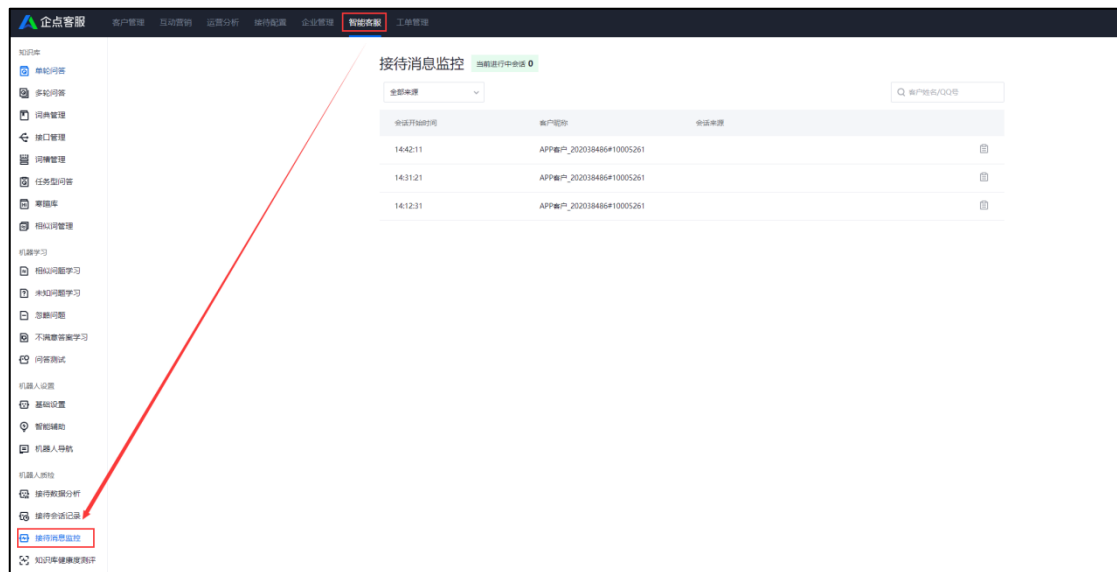 企点客服 客户管理 互动营销 运营分析 接待配置 企业管理 智能客服 工单管理
知识库
单轮问答
多轮问答
词典管理
接口管理
词槽管理
任务型问答
寒暄库
相似词管理
机器学习
相似问题学习
未知问题学习
忽略问题
不满意答案学习
问答测试
机器人设置
基础设置
智能辅助
机器人导航
机器人质检
接待数据分析
接待会话记录
接待消息监控
知识库健康度测评
接待消息监控 当前进行中会话 0
全部来源 客户姓名/QQ号
会话开始时间 客户昵称 会话来源
14:42:11 APP客户_202038486#10005261
14:31:21 APP客户_202038486#10005261
14:12:31 APP客户_202038486#10005261